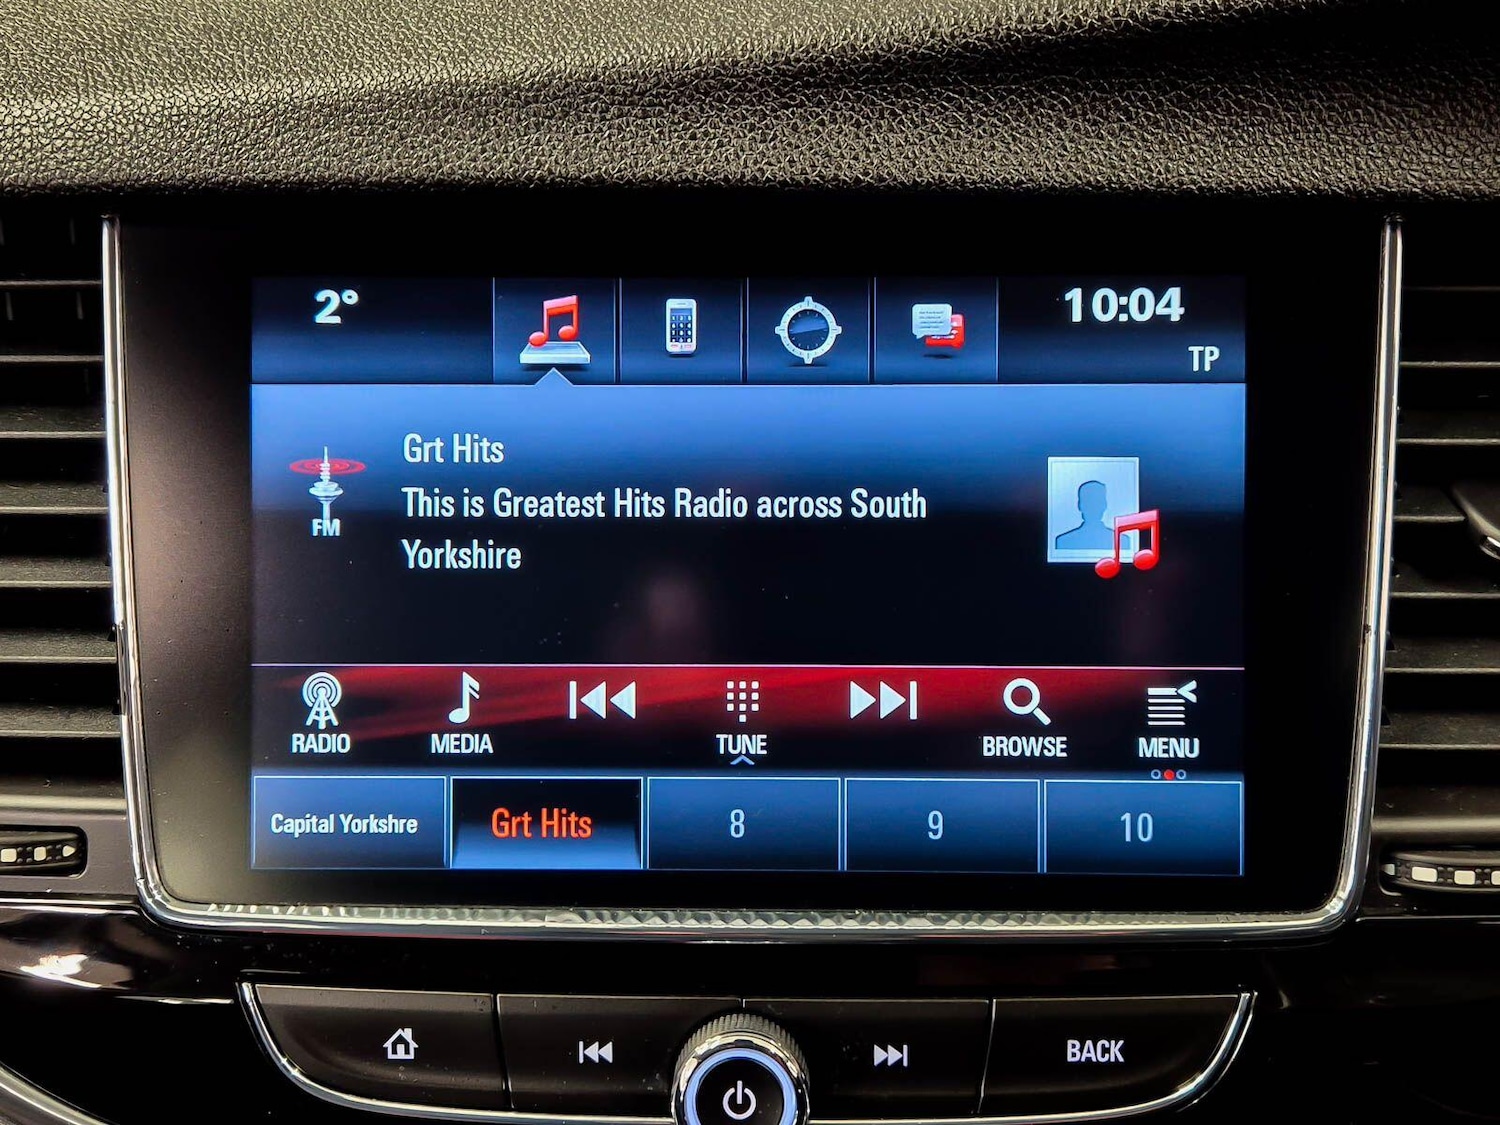 2°
10:04
TP
Grt Hits
This is Greatest Hits Radio across South
Yorkshire
FM
RADIO
MEDIA
TUNE
BROWSE
MENU
Capital Yorkshre
Grt Hits
8
9
10
BACK